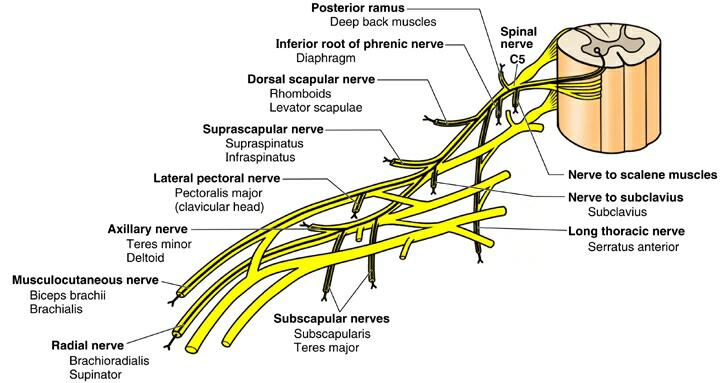 Posterior ramus
Deep back muscles
Spinal
nerve
C5
Inferior root of phrenic nerve
Diaphragm
Dorsal scapular nerve
Rhomboids
Levator scapulae
Suprascapular nerve
Supraspinatus
Infraspinatus
Lateral pectoral nerve
Pectoralis major
(clavicular head)
Axillary nerve
Teres minor
Deltoid
Musculocutaneous nerve
Biceps brachii
Brachialis
Radial nerve
Brachioradialis
Supinator
Subscapular nerves
Subscapularis
Teres major
Nerve to scalene muscles
Nerve to subclavius
Subclavius
Long thoracic nerve
Serratus anterior